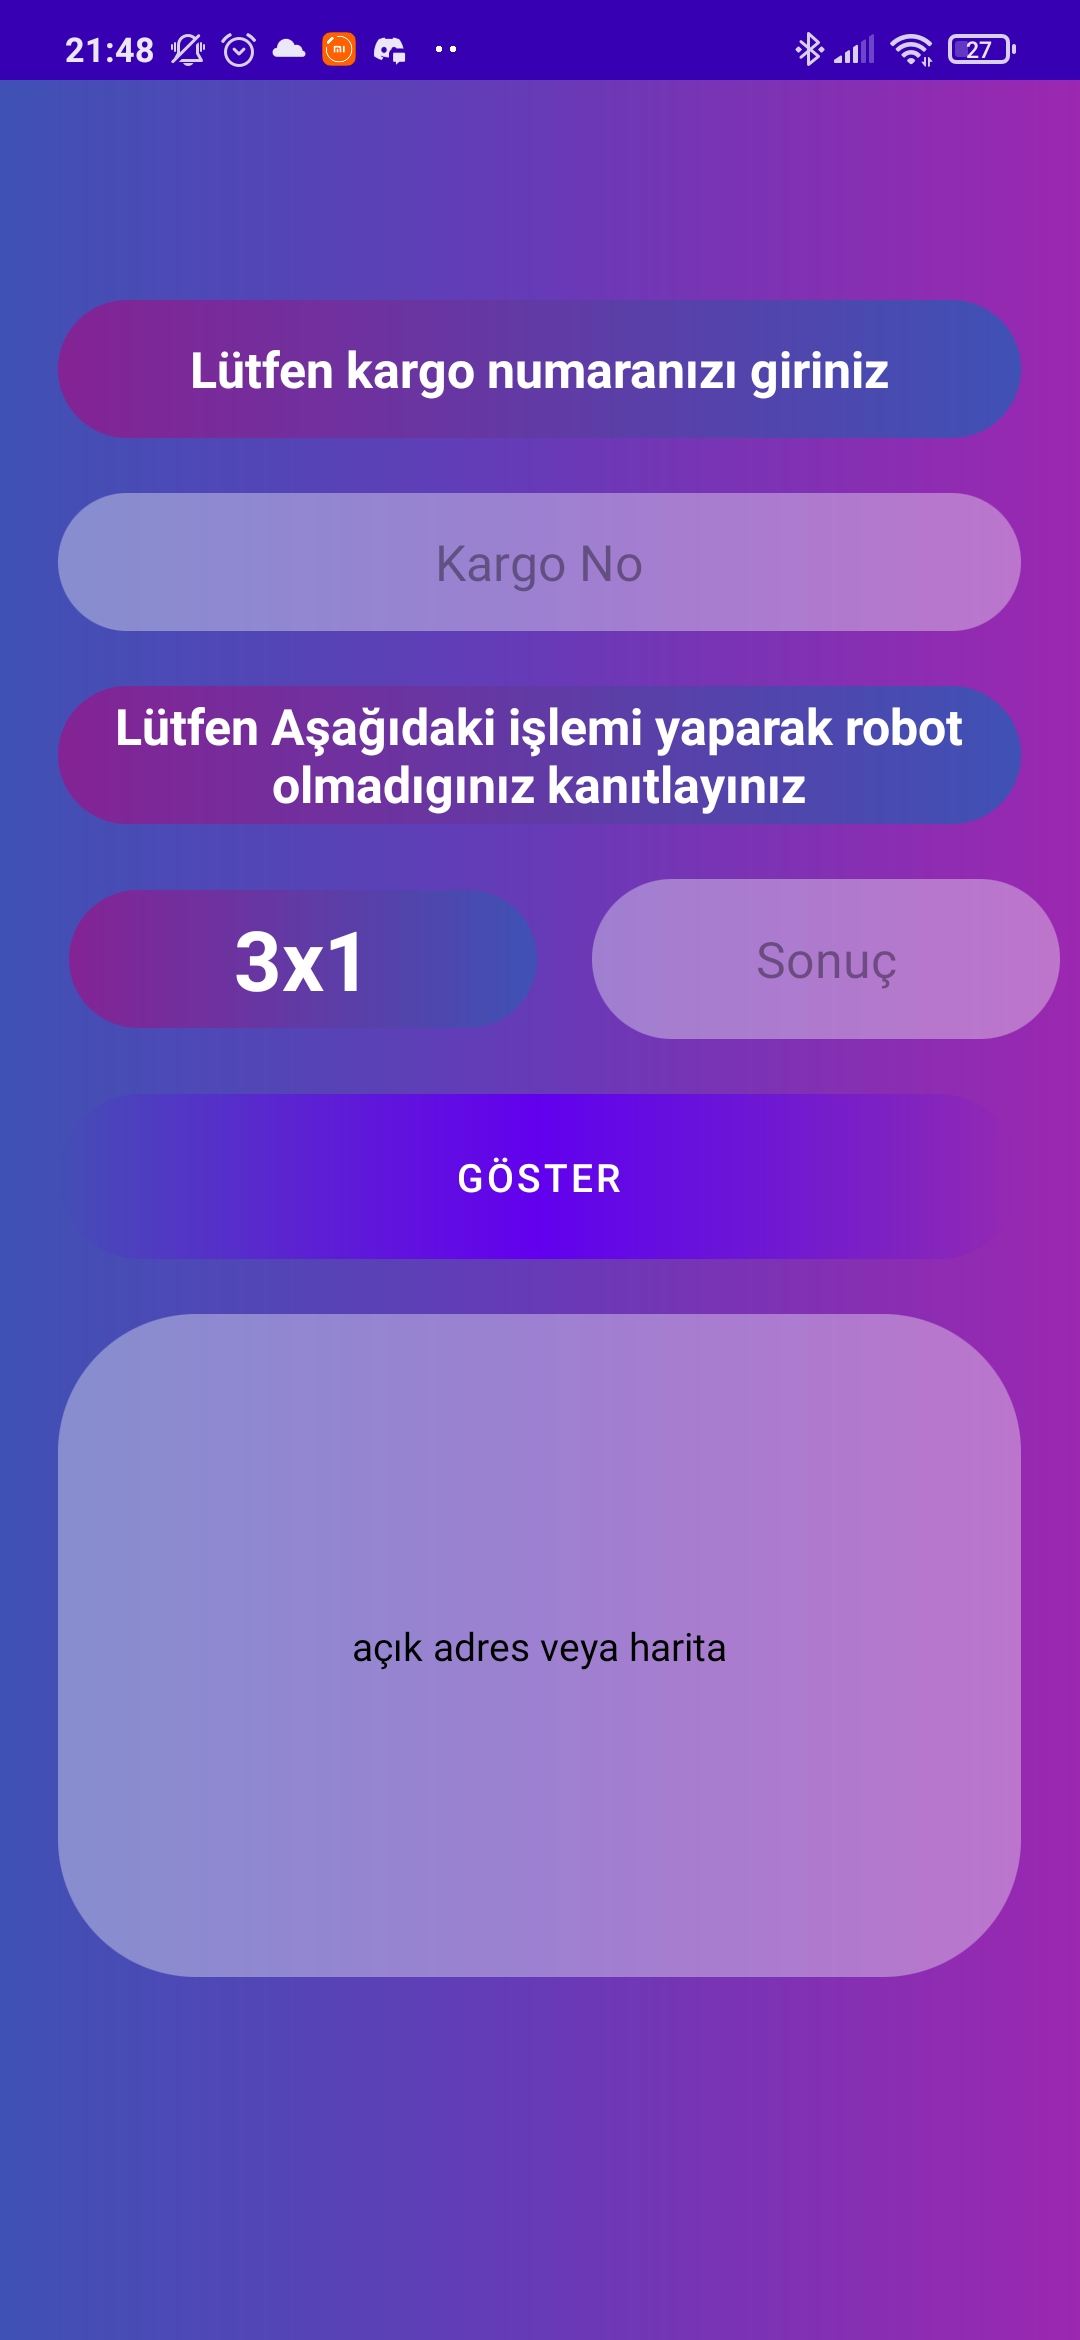 21:48
27
Lütfen kargo numaranızı giriniz
Kargo No
Lütfen Aşağıdaki işlemi yaparak robot
olmadıgınız kanıtlayınız
3x1
Sonuç
GÖSTER
açık adres veya harita